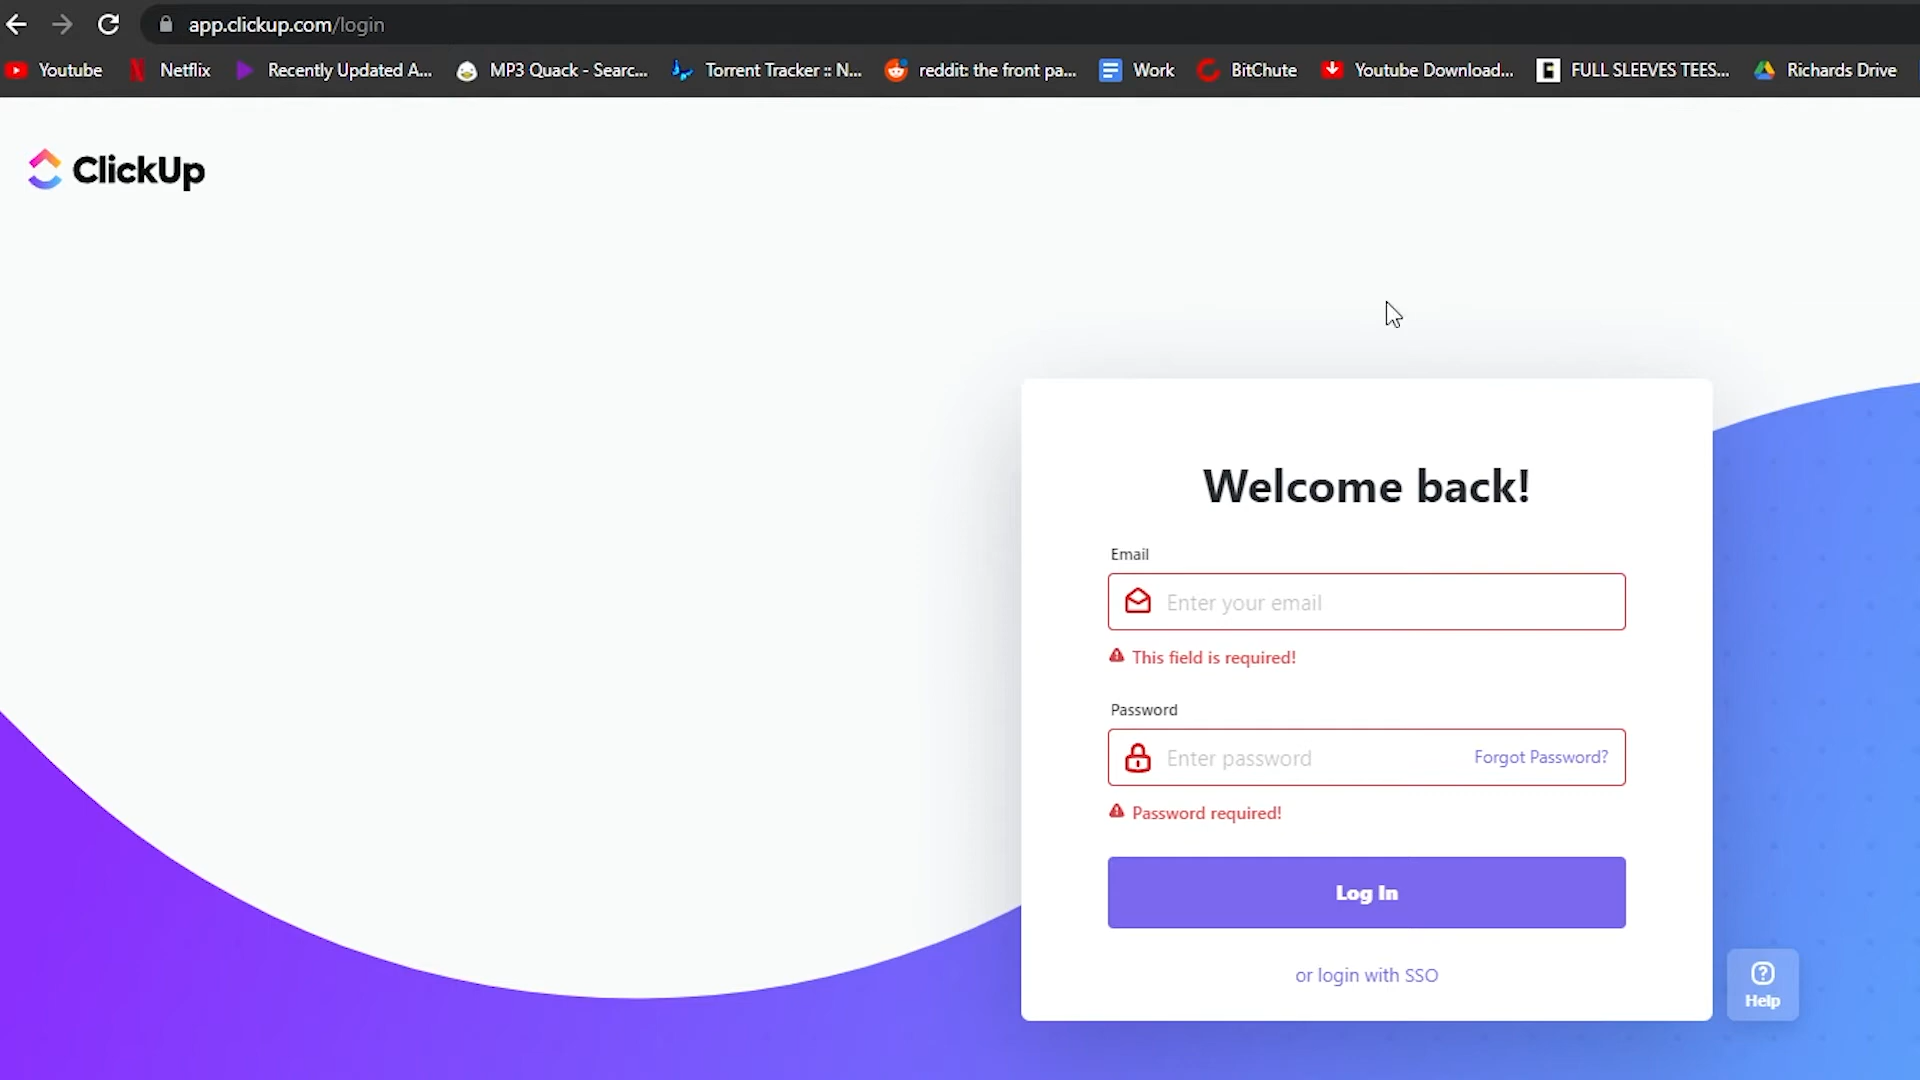 app.clickup.com/login
Youtube Netflix Recently Updated A... MP3 Quack - Searc... Torrent Tracker :: N... reddit: the front pa... Work BitChute Youtube Download... FULL SLEEVES TEES... Richards Drive
ClickUp
Welcome back!
Email
Enter your email
This field is required!
Password
Enter password Forgot Password?
Password required!
Log In
or login with SSO
Help